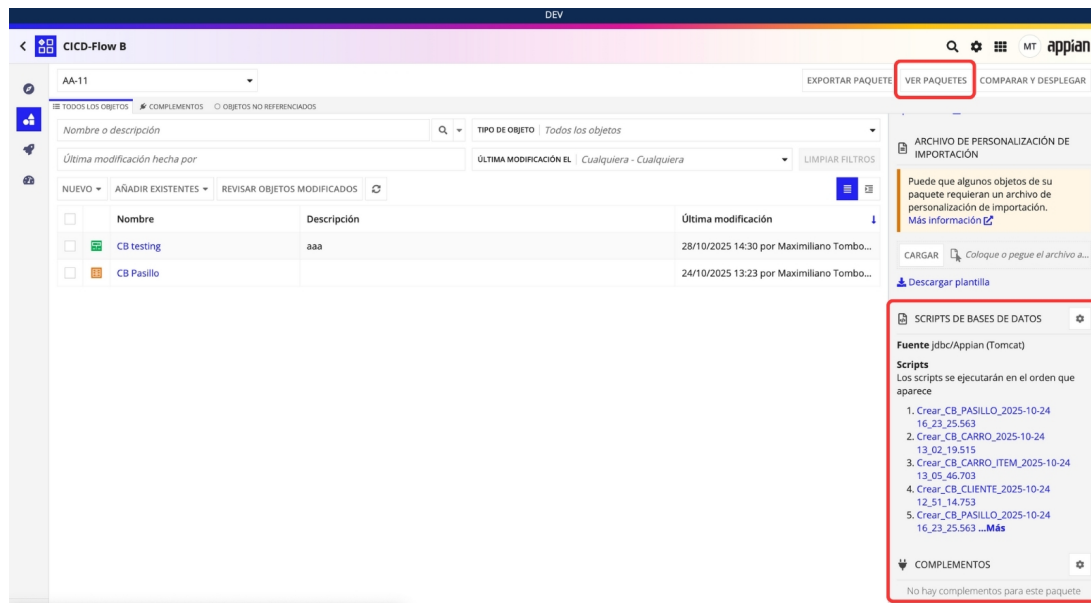 DEV
CICD-Flow B
MT appian
AA-11
EXPORTAR PAQUETE VER PAQUETES COMPARAR Y DESPLEGAR
TODOS LOS OBJETOS COMPLEMENTOS OBJETOS NO REFERENCIADOS
Nombre o descripción TIPO DE OBJETO Todos los objetos
Última modificación hecha por ÚLTIMA MODIFICACIÓN EL Cualquiera - Cualquiera LIMPIAR FILTROS
NUEVO AÑADIR EXISTENTES REVISAR OBJETOS MODIFICADOS
Nombre Descripción Última modificación
CB testing aaa 28/10/2025 14:30 por Maximiliano Tombo...
CB Pasillo 24/10/2025 13:23 por Maximiliano Tombo...
ARCHIVO DE PERSONALIZACIÓN DE
IMPORTACIÓN
Puede que algunos objetos de su
paquete requieran un archivo de
personalización de importación.
Más información
CARGAR Coloque o pegue el archivo a...
Descargar plantilla
SCRIPTS DE BASES DE DATOS
Fuente jdbc/Appian (Tomcat)
Scripts
Los scripts se ejecutarán en el orden que
aparece
1. Crear_CB_PASILLO_2025-10-24
16_23_25.563
2. Crear_CB_CARRO_2025-10-24
13_02_19.515
3. Crear_CB_CARRO_ITEM_2025-10-24
13_05_46.703
4. Crear_CB_CLIENTE_2025-10-24
12_51_14.753
5. Crear_CB_PASILLO_2025-10-24
16_23_25.563 ...Más
COMPLEMENTOS
No hay complementos para este paquete